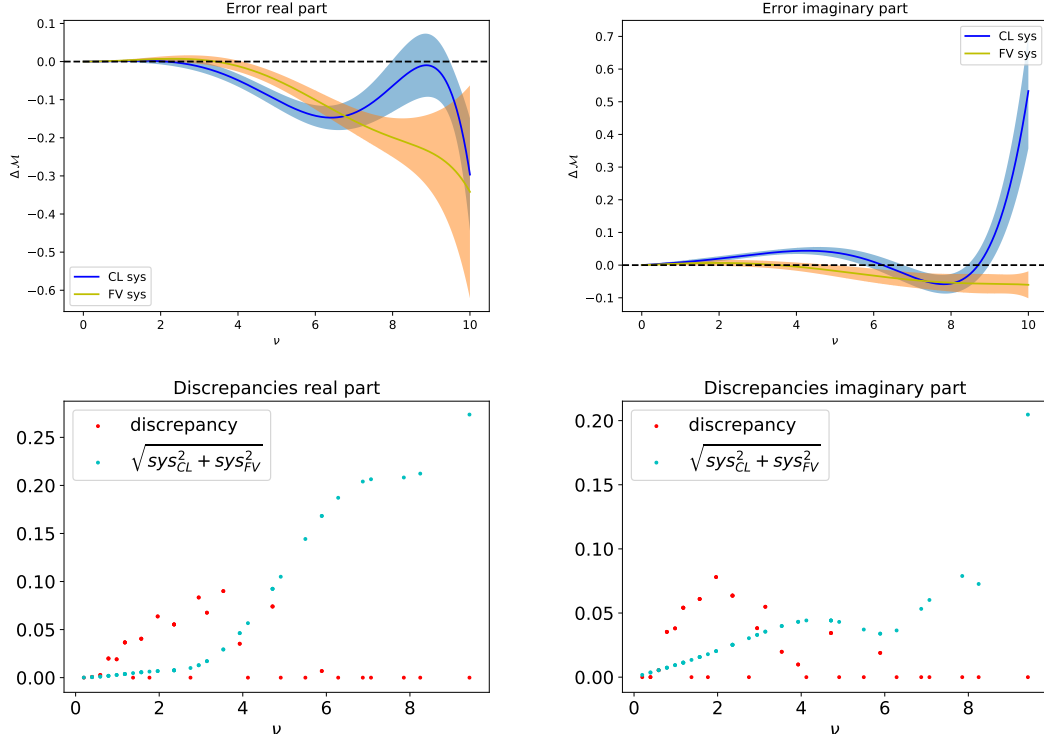 Error real part
0.1
0.0
−0.1
−0.2
−0.3
−0.4
−0.5
−0.6
Δ ℳ
CL sys
FV sys
0 2 4 6 8 10
ν
Error imaginary part
0.7
0.6
0.5
0.4
0.3
0.2
0.1
0.0
−0.1
Δ ℳ
CL sys
FV sys
0 2 4 6 8 10
ν
Discrepancies real part
0.25
0.20
0.15
0.10
0.05
0.00
discrepancy
√(sys²_CL + sys²_FV)
0 2 4 6 8
ν
Discrepancies imaginary part
0.20
0.15
0.10
0.05
0.00
discrepancy
√(sys²_CL + sys²_FV)
0 2 4 6 8
ν